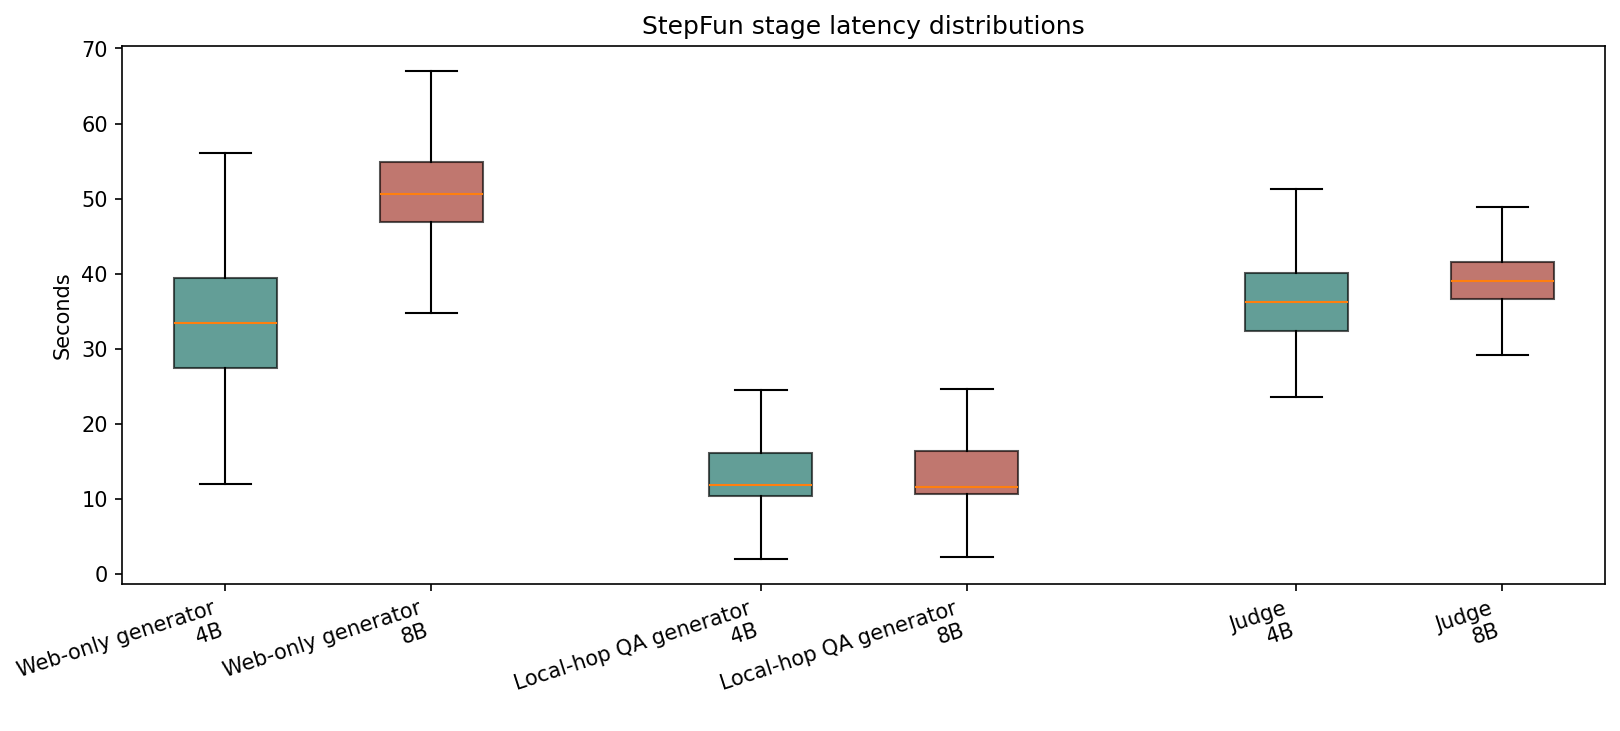 StepFun stage latency distributions
Seconds
70
60
50
40
30
20
10
0
Web-only generator
4B
Web-only generator
8B
Local-hop QA generator
4B
Local-hop QA generator
8B
Judge
4B
Judge
8B